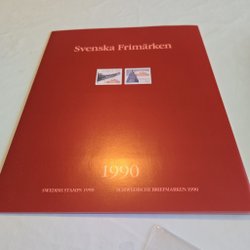 Svenska Frimärken
1990
SWEDISH STAMPS 1990
SCHWEDISCHE BRIEFMARKEN 1990